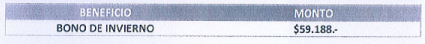 BENEFICIO MONTO
BONO DE INVIERNO $59.188.-